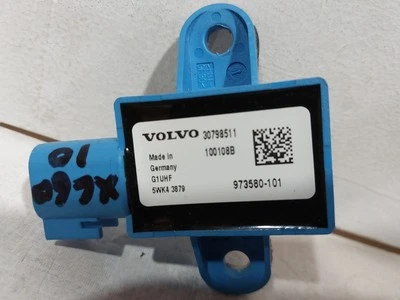 VOLVO 30798511
Made in 100108B
Germany
G1UHF
5WK4 3879 973580-101
XC60
10